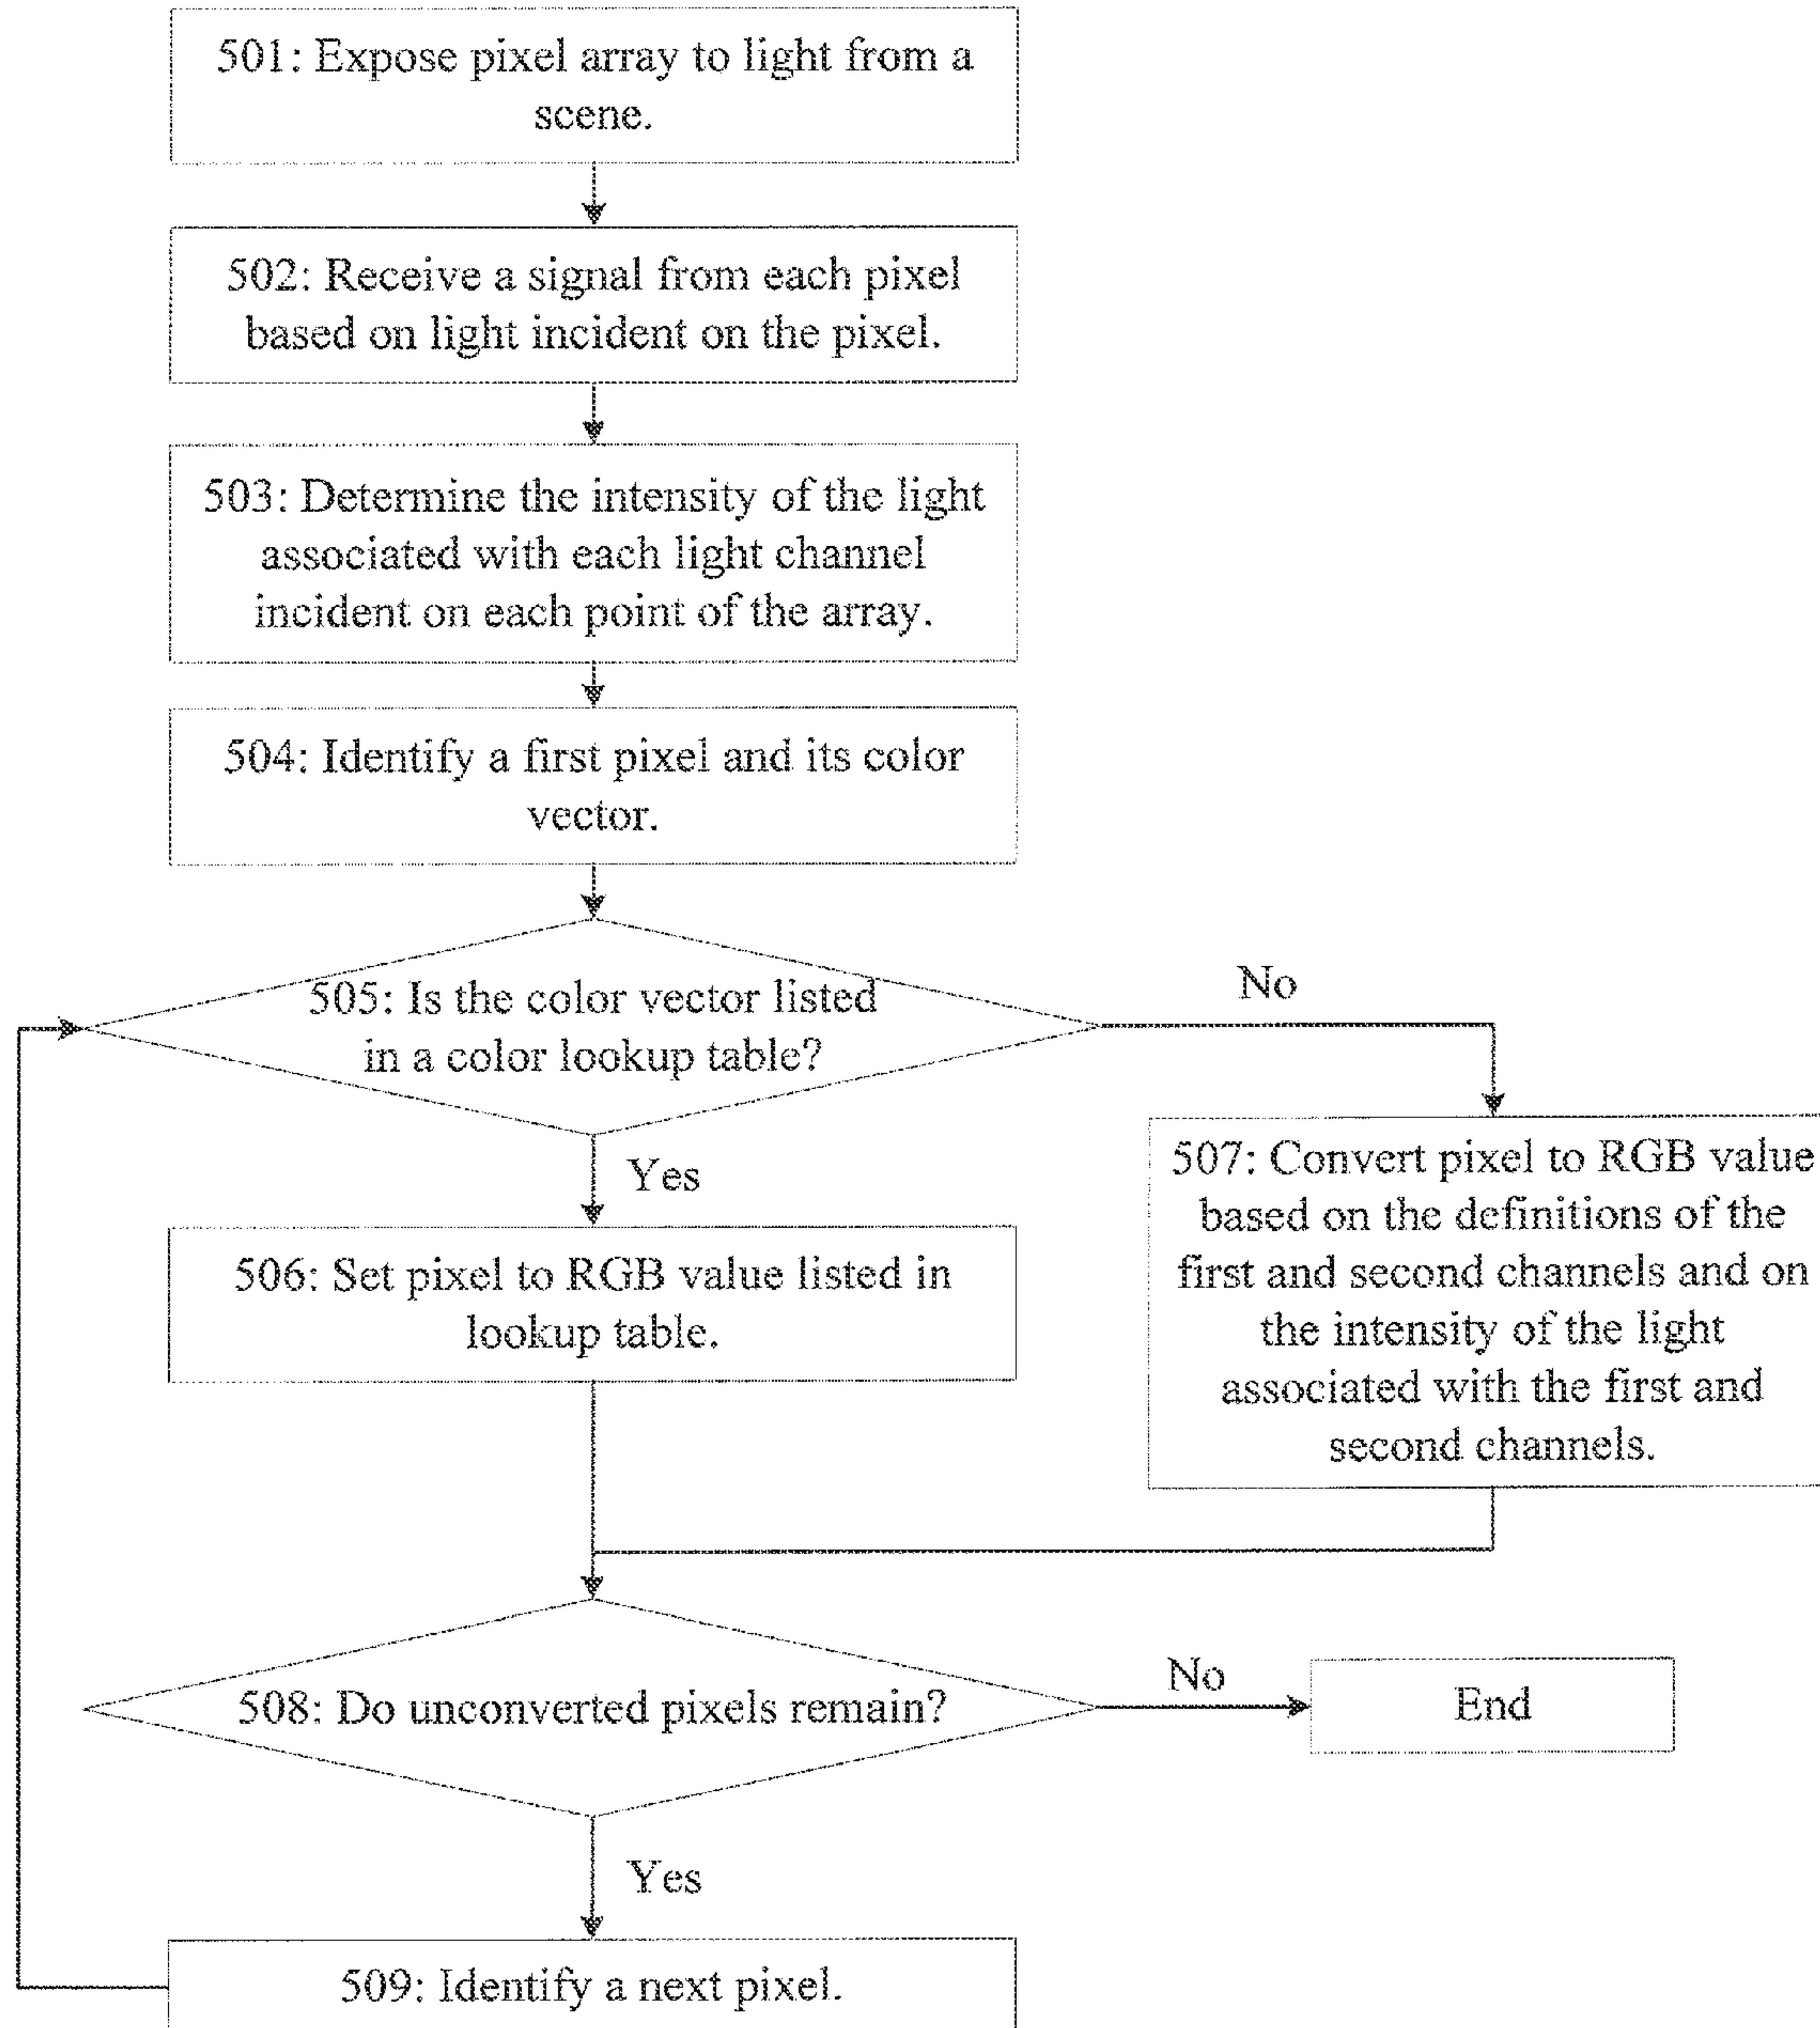 501: Expose pixel array to light from a
scene.
502: Receive a signal from each pixel
based on light incident on the pixel.
503: Determine the intensity of the light
associated with each light channel
incident on each point of the array.
504: Identify a first pixel and its color
vector.
505: Is the color vector listed
in a color lookup table?
No
Yes
506: Set pixel to RGB value listed in
lookup table.
507: Convert pixel to RGB value
based on the definitions of the
first and second channels and on
the intensity of the light
associated with the first and
second channels.
508: Do unconverted pixels remain?
No
End
Yes
509: Identify a next pixel.